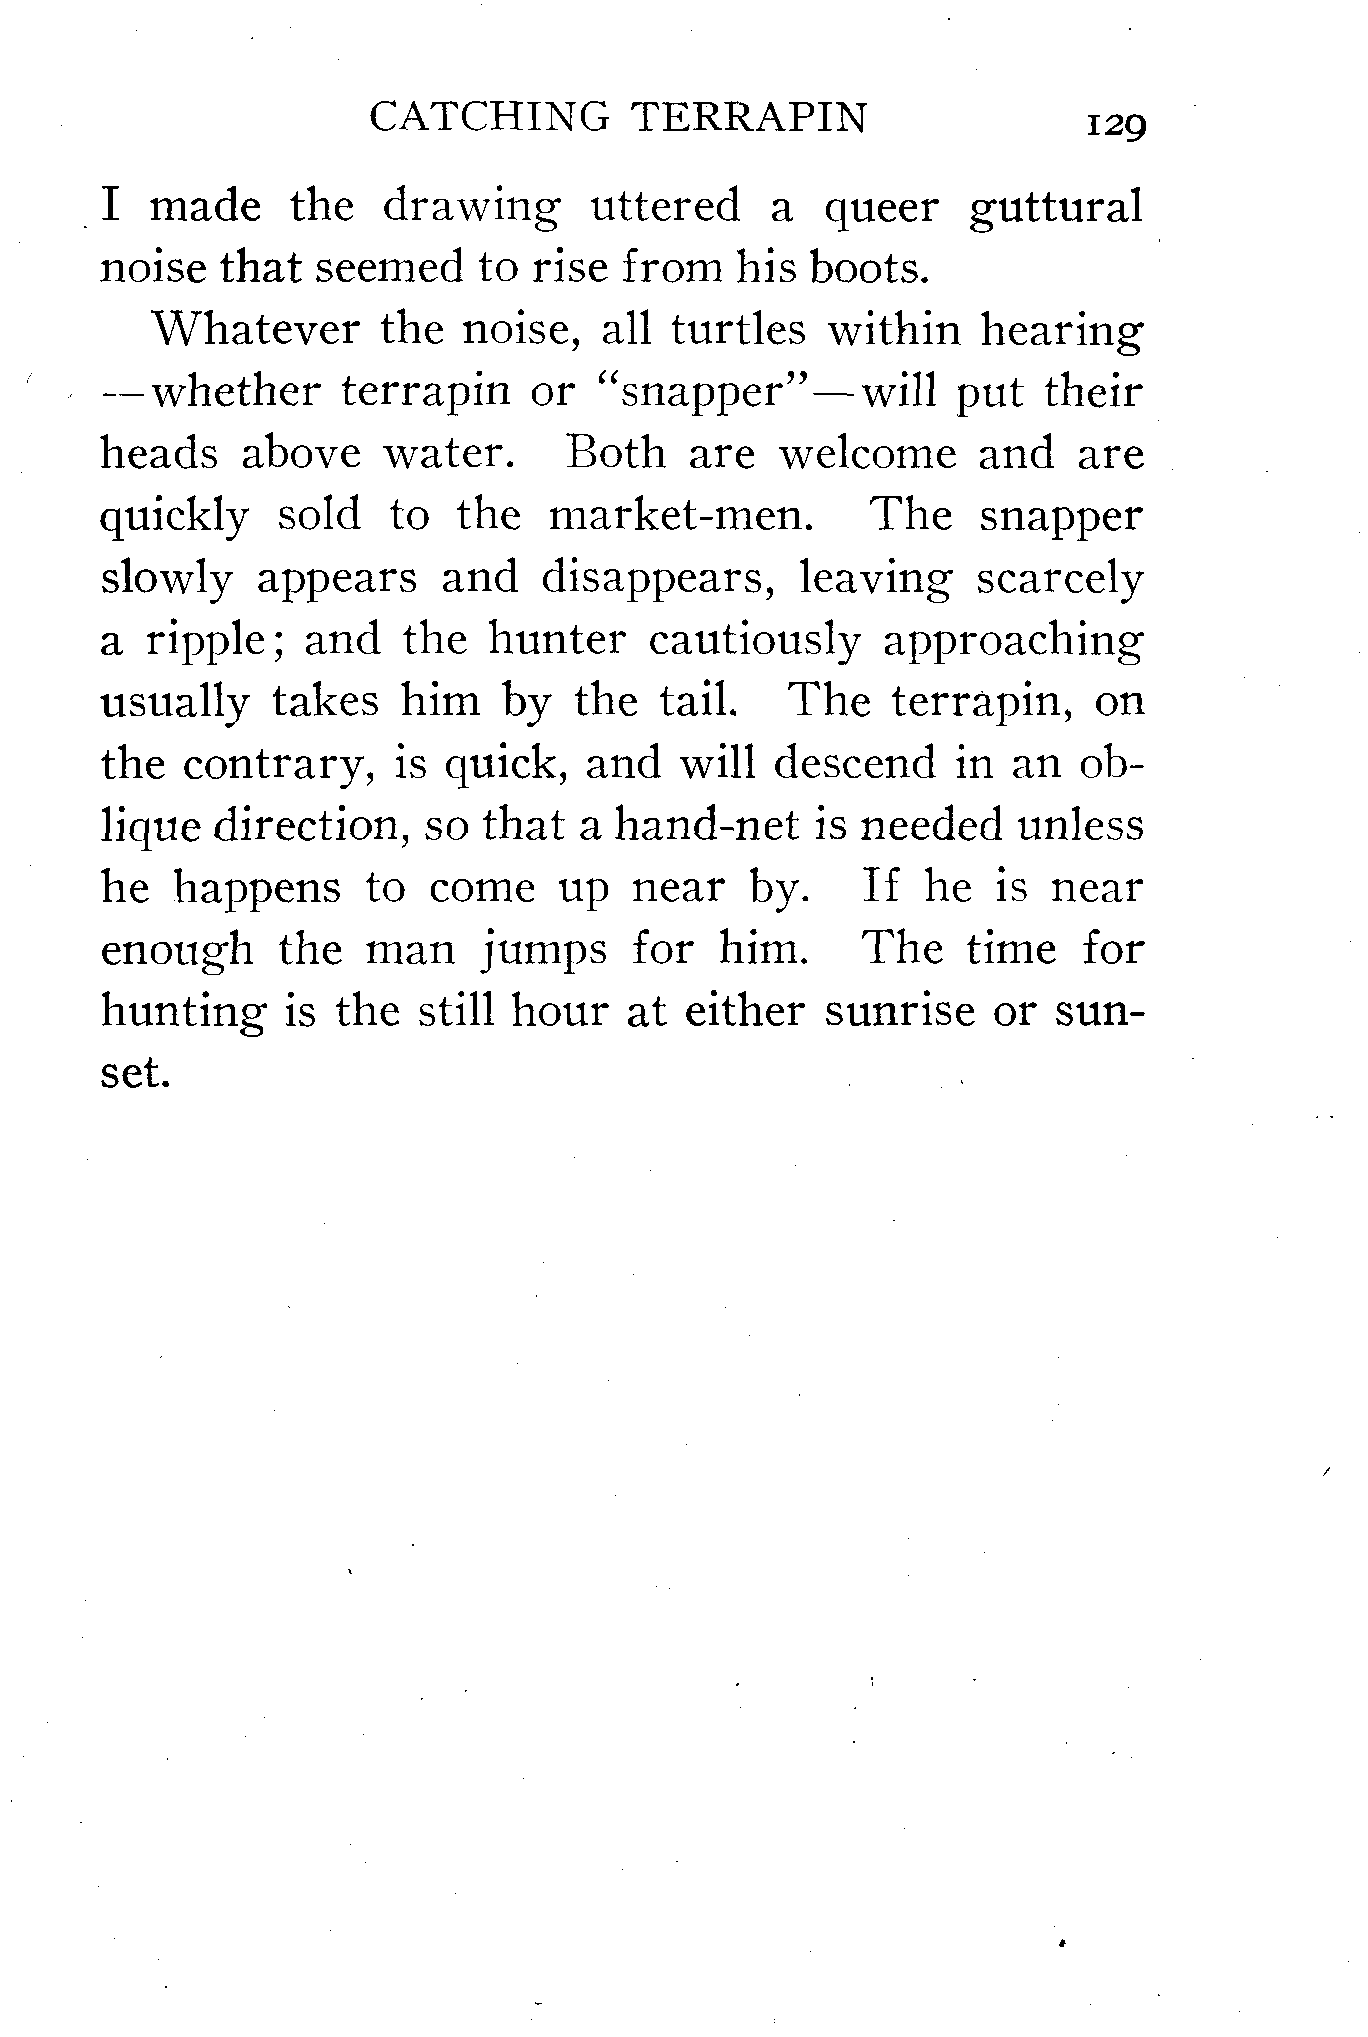 CATCHING TERRAPIN 129
I made the drawing uttered a queer guttural
noise that seemed to rise from his boots.
Whatever the noise, all turtles within hearing
—whether terrapin or “snapper”—will put their
heads above water. Both are welcome and are
quickly sold to the market-men. The snapper
slowly appears and disappears, leaving scarcely
a ripple; and the hunter cautiously approaching
usually takes him by the tail. The terrapin, on
the contrary, is quick, and will descend in an ob-
lique direction, so that a hand-net is needed unless
he happens to come up near by. If he is near
enough the man jumps for him. The time for
hunting is the still hour at either sunrise or sun-
set.